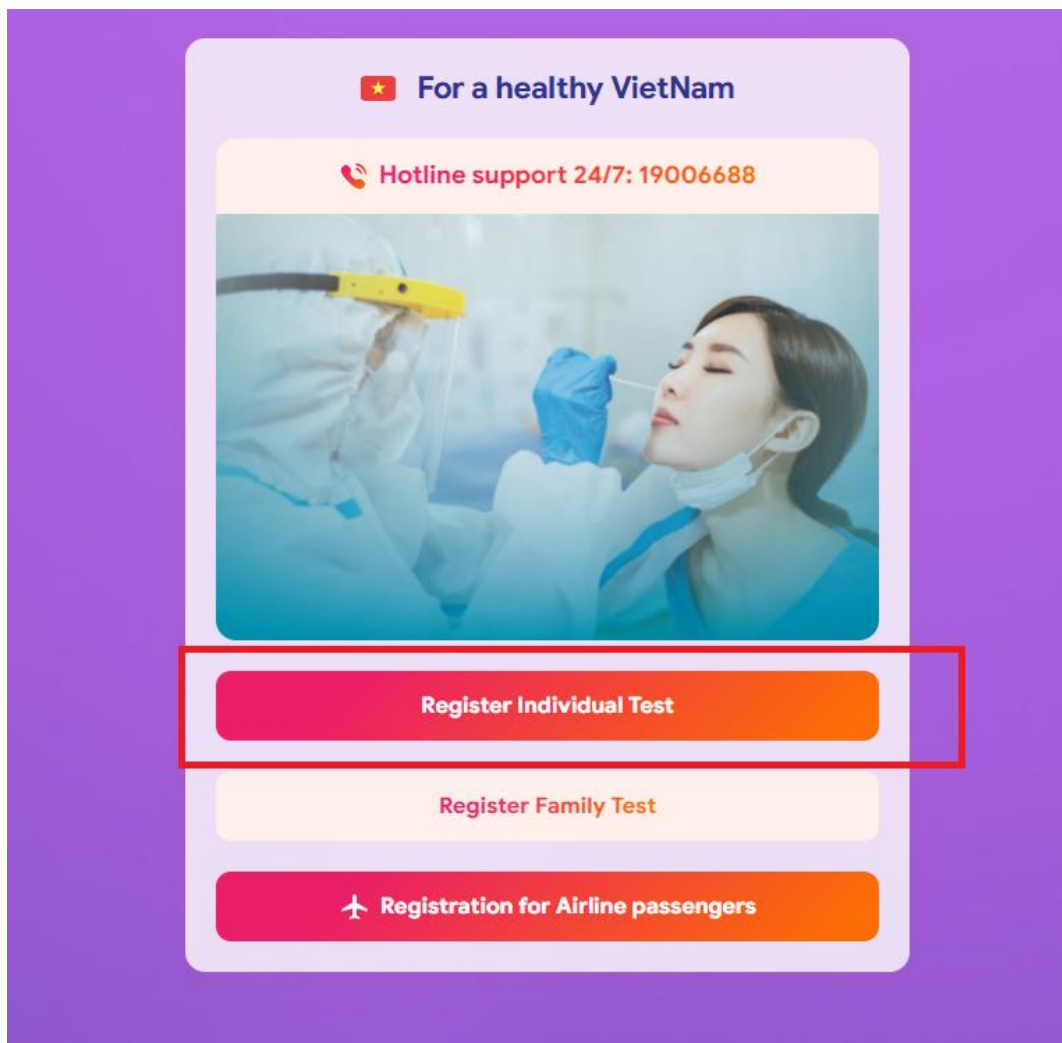 For a healthy VietNam
Hotline support 24/7: 19006688
Register Individual Test
Register Family Test
Registration for Airline passengers